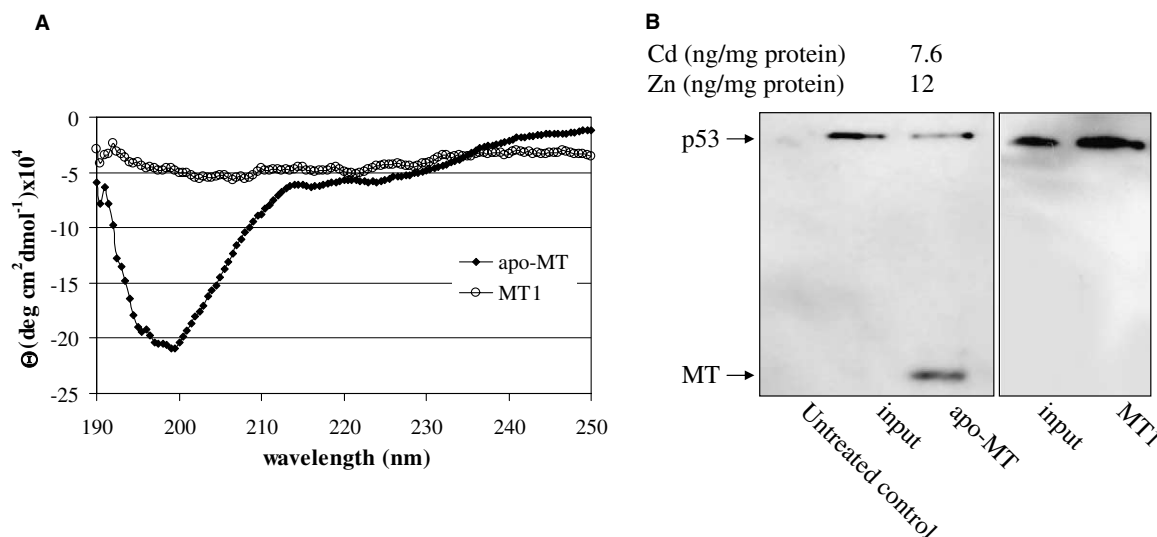 A
B
Cd (ng/mg protein) 7.6
Zn (ng/mg protein) 12
Θ(deg cm²dmol⁻¹)x10⁴
0
-5
-10
-15
-20
-25
190 200 210 220 230 240 250
wavelength (nm)
apo-MT
MT1
p53
MT
Untreated control
input
apo-MT
input
MT1